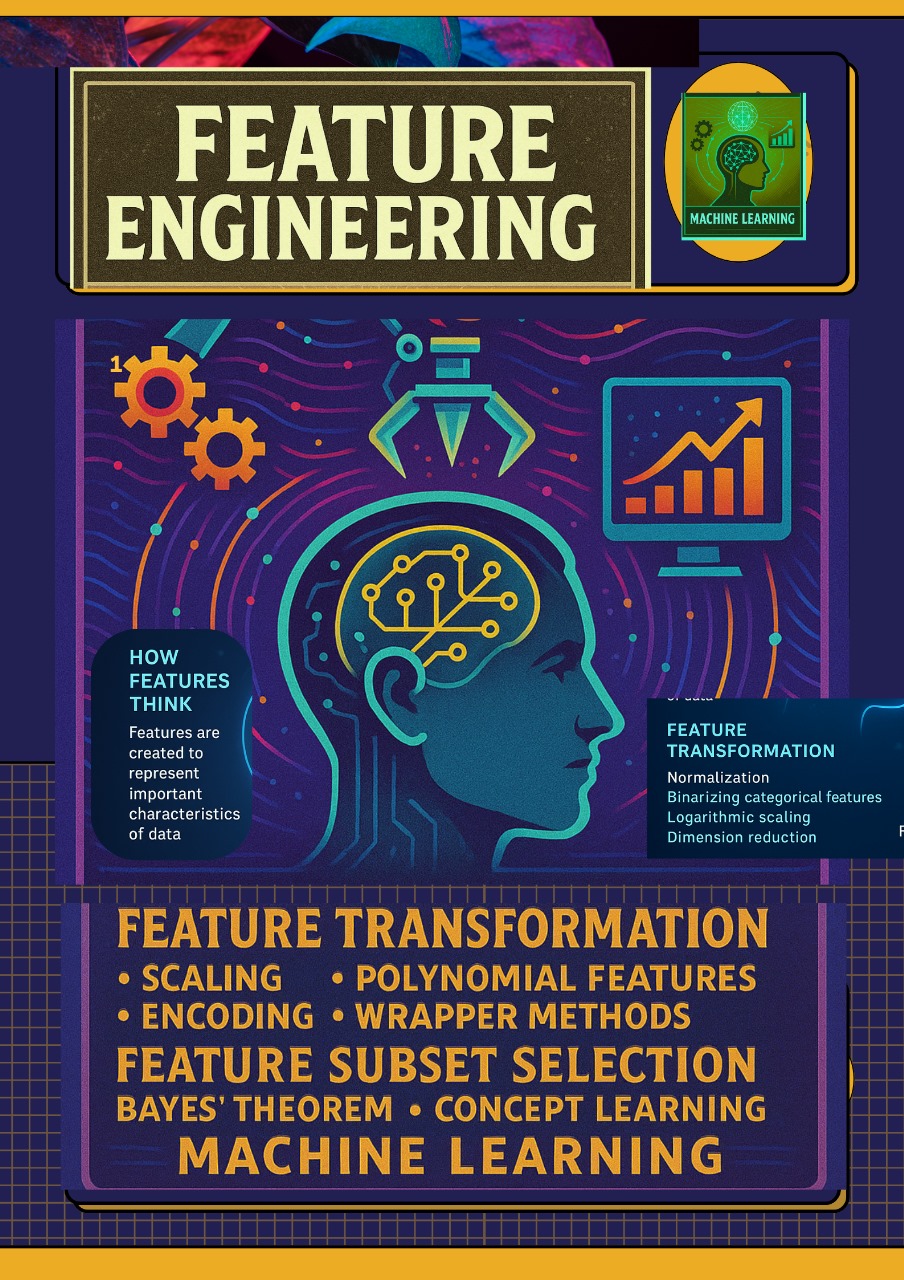 FEATURE
ENGINEERING
MACHINE LEARNING
1
HOW
FEATURES
THINK
Features are
created to
represent
important
characteristics
of data
of data
FEATURE
TRANSFORMATION
Normalization
Binarizing categorical features
Logarithmic scaling
Dimension reduction
F
FEATURE TRANSFORMATION
• SCALING • POLYNOMIAL FEATURES
• ENCODING • WRAPPER METHODS
FEATURE SUBSET SELECTION
BAYES' THEOREM • CONCEPT LEARNING
MACHINE LEARNING